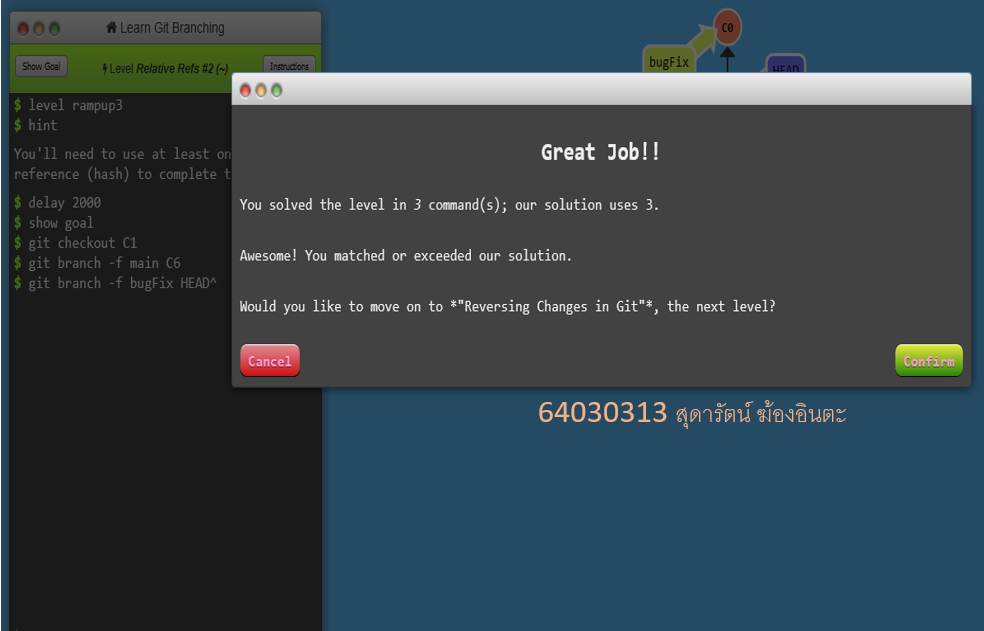 Learn Git Branching
Show Goal
Level Relative Refs #2 (~)
Instructions
$ level rampup3
$ hint
You'll need to use at least on
reference (hash) to complete t
$ delay 2000
$ show goal
$ git checkout C1
$ git branch -f main C6
$ git branch -f bugFix HEAD^
C0
bugFix
HEAD
Great Job!!
You solved the level in 3 command(s); our solution uses 3.
Awesome! You matched or exceeded our solution.
Would you like to move on to *"Reversing Changes in Git"*, the next level?
Cancel
Confirm
64030313 สุดารัตน์ ฆ้องอินตะ